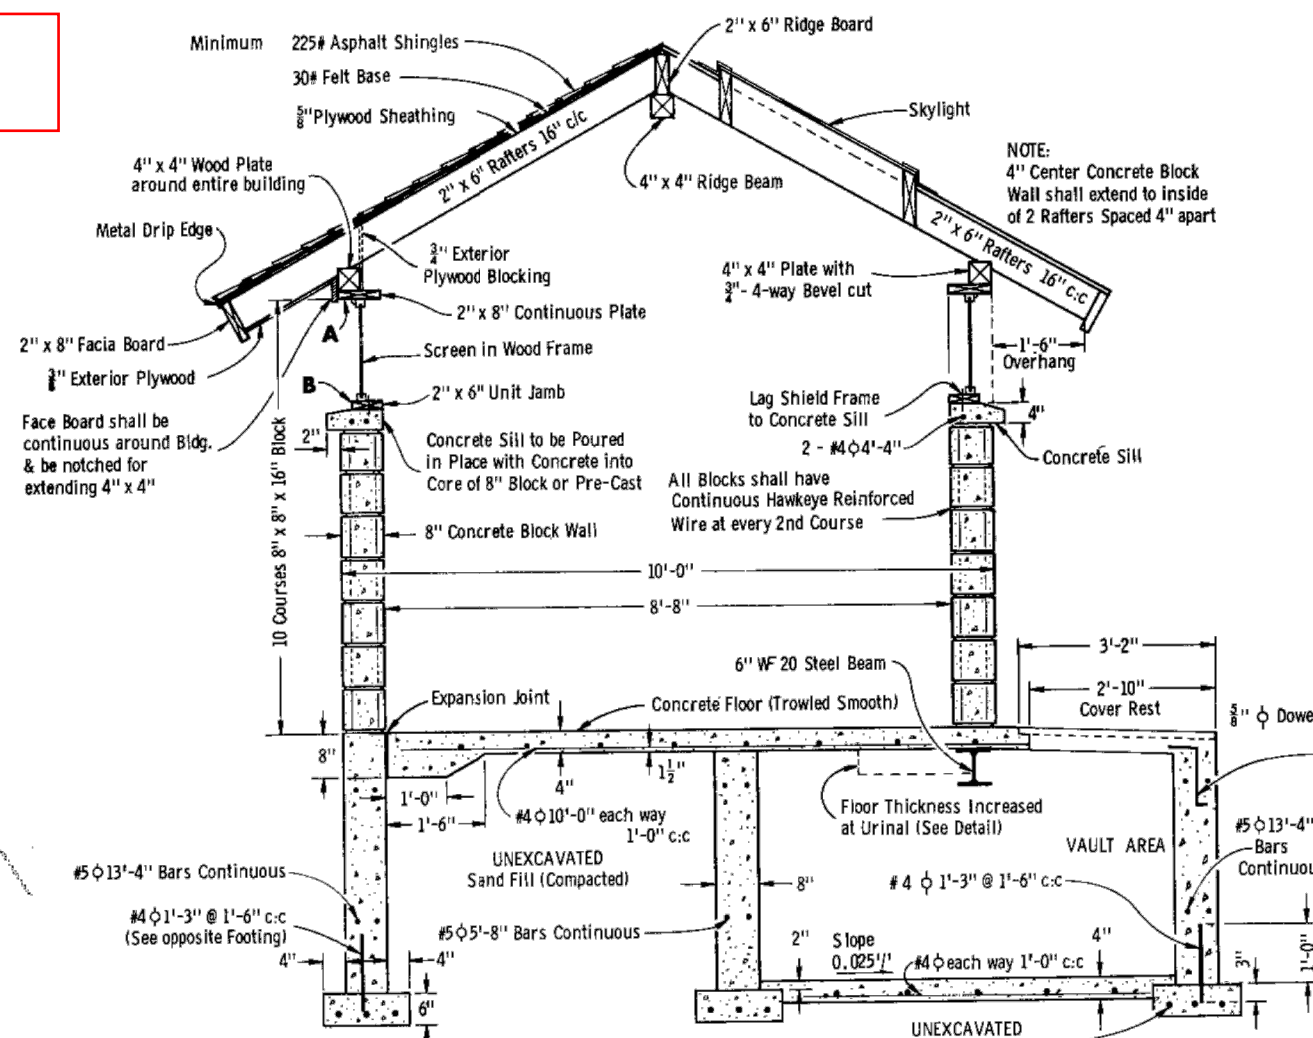 2" x 6" Ridge Board
Minimum 225# Asphalt Shingles
30# Felt Base
5/8" Plywood Sheathing
2" x 6" Rafters 16" c/c
Skylight
4" x 4" Wood Plate
around entire building
4" x 4" Ridge Beam
NOTE:
4" Center Concrete Block
Wall shall extend to inside
of 2 Rafters Spaced 4" apart
Metal Drip Edge
3/4" Exterior
Plywood Blocking
4" x 4" Plate with
3/4" - 4-way Bevel cut
2" x 6" Rafters 16" c:c
A
2" x 8" Continuous Plate
2" x 8" Facia Board
Screen in Wood Frame
1'-6"
Overhang
3/8" Exterior Plywood
B
2" x 6" Unit Jamb
Lag Shield Frame
to Concrete Sill
4"
Face Board shall be
continuous around Bldg.
& be notched for
extending 4" x 4"
2"
Concrete Sill to be Poured
in Place with Concrete into
Core of 8" Block or Pre-Cast
2 - #4 ϕ 4'-4"
Concrete Sill
All Blocks shall have
Continuous Hawkeye Reinforced
Wire at every 2nd Course
10 Courses 8" x 8" x 16" Block
8" Concrete Block Wall
10'-0"
8'-8"
6" WF 20 Steel Beam
3'-2"
2'-10"
Cover Rest
Expansion Joint
Concrete Floor (Trowled Smooth)
5/8" ϕ Dowe
8"
1 1/2"
4"
1'-0"
1'-6"
#4 ϕ 10'-0" each way
1'-0" c:c
Floor Thickness Increased
at Urinal (See Detail)
UNEXCAVATED
Sand Fill (Compacted)
VAULT AREA
#5 ϕ 13'-4"
Bars
Continuou
#5 ϕ 13'-4" Bars Continuous
8"
#4 ϕ 1'-3" @ 1'-6" c:c
#4 ϕ 1'-3" @ 1'-6" c:c
(See opposite Footing)
#5 ϕ 5'-8" Bars Continuous
4"
4"
2"
Slope
0.025'/'
#4 ϕ each way 1'-0" c:c
4"
3"
1'-0"
6"
UNEXCAVATED